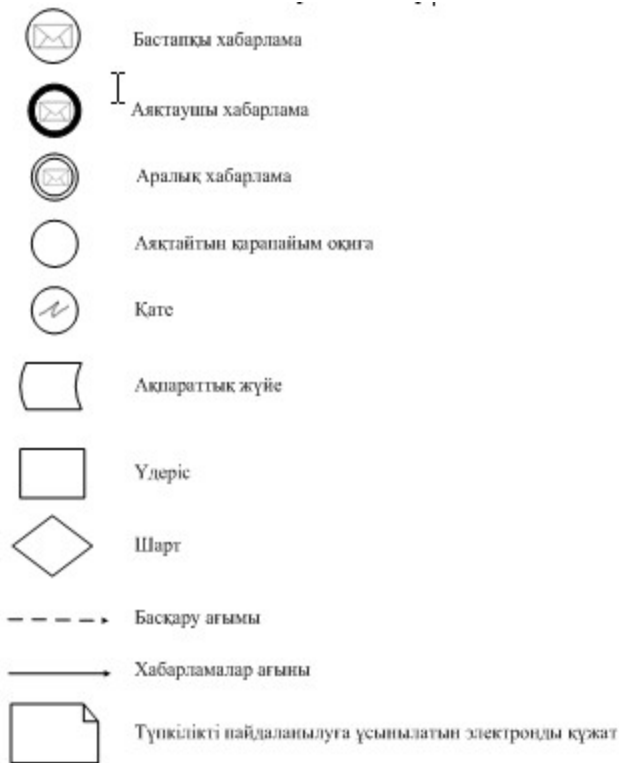 Бастапқы хабарлама
Аяктаушы хабарлама
Аралық хабарлама
Аяқтайтын қарапайым оқиға
Қате
Ақпараттық жүйе
Үдеріс
Шарт
Басқару ағымы
Хабарламалар ағыны
Түпкілікті пайдаланылуға ұсынылатын электронды құжат